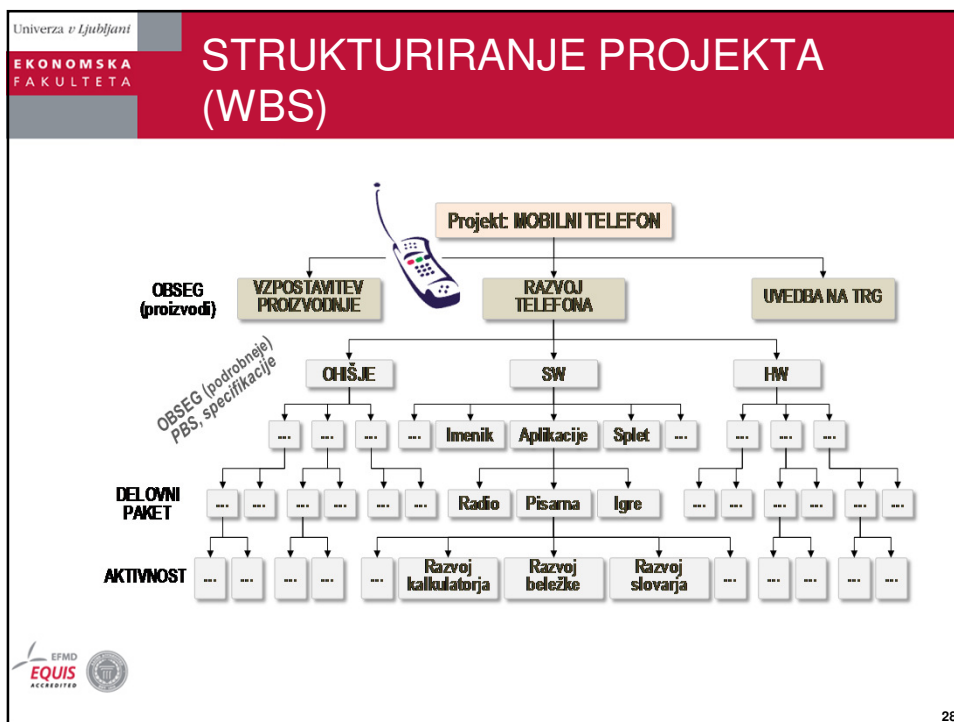 Univerza v Ljubljani
EKONOMSKA
FAKULTETA
STRUKTURIRANJE PROJEKTA
(WBS)
Projekt: MOBILNI TELEFON
OBSEG
(proizvodi)
VZPOSTAVITEV
PROIZVODNJE
RAZVOJ
TELEFONA
UVEDBA NA TRG
OBSEG (podrobneje)
PBS, specifikacije
OHIŠJE
SW
HW
... ... ... ... Imenik Aplikacije Splet ... ... ... ...
DELOVNI
PAKET
... ... ... ... ... ... Radio Pisarna Igre ... ... ... ... ... ...
AKTIVNOST
... ... ... ... ... Razvoj
kalkulatorja
Razvoj
beležke
Razvoj
slovarja
... ... ... ... ...
EFMD
EQUIS
ACCREDITED
28